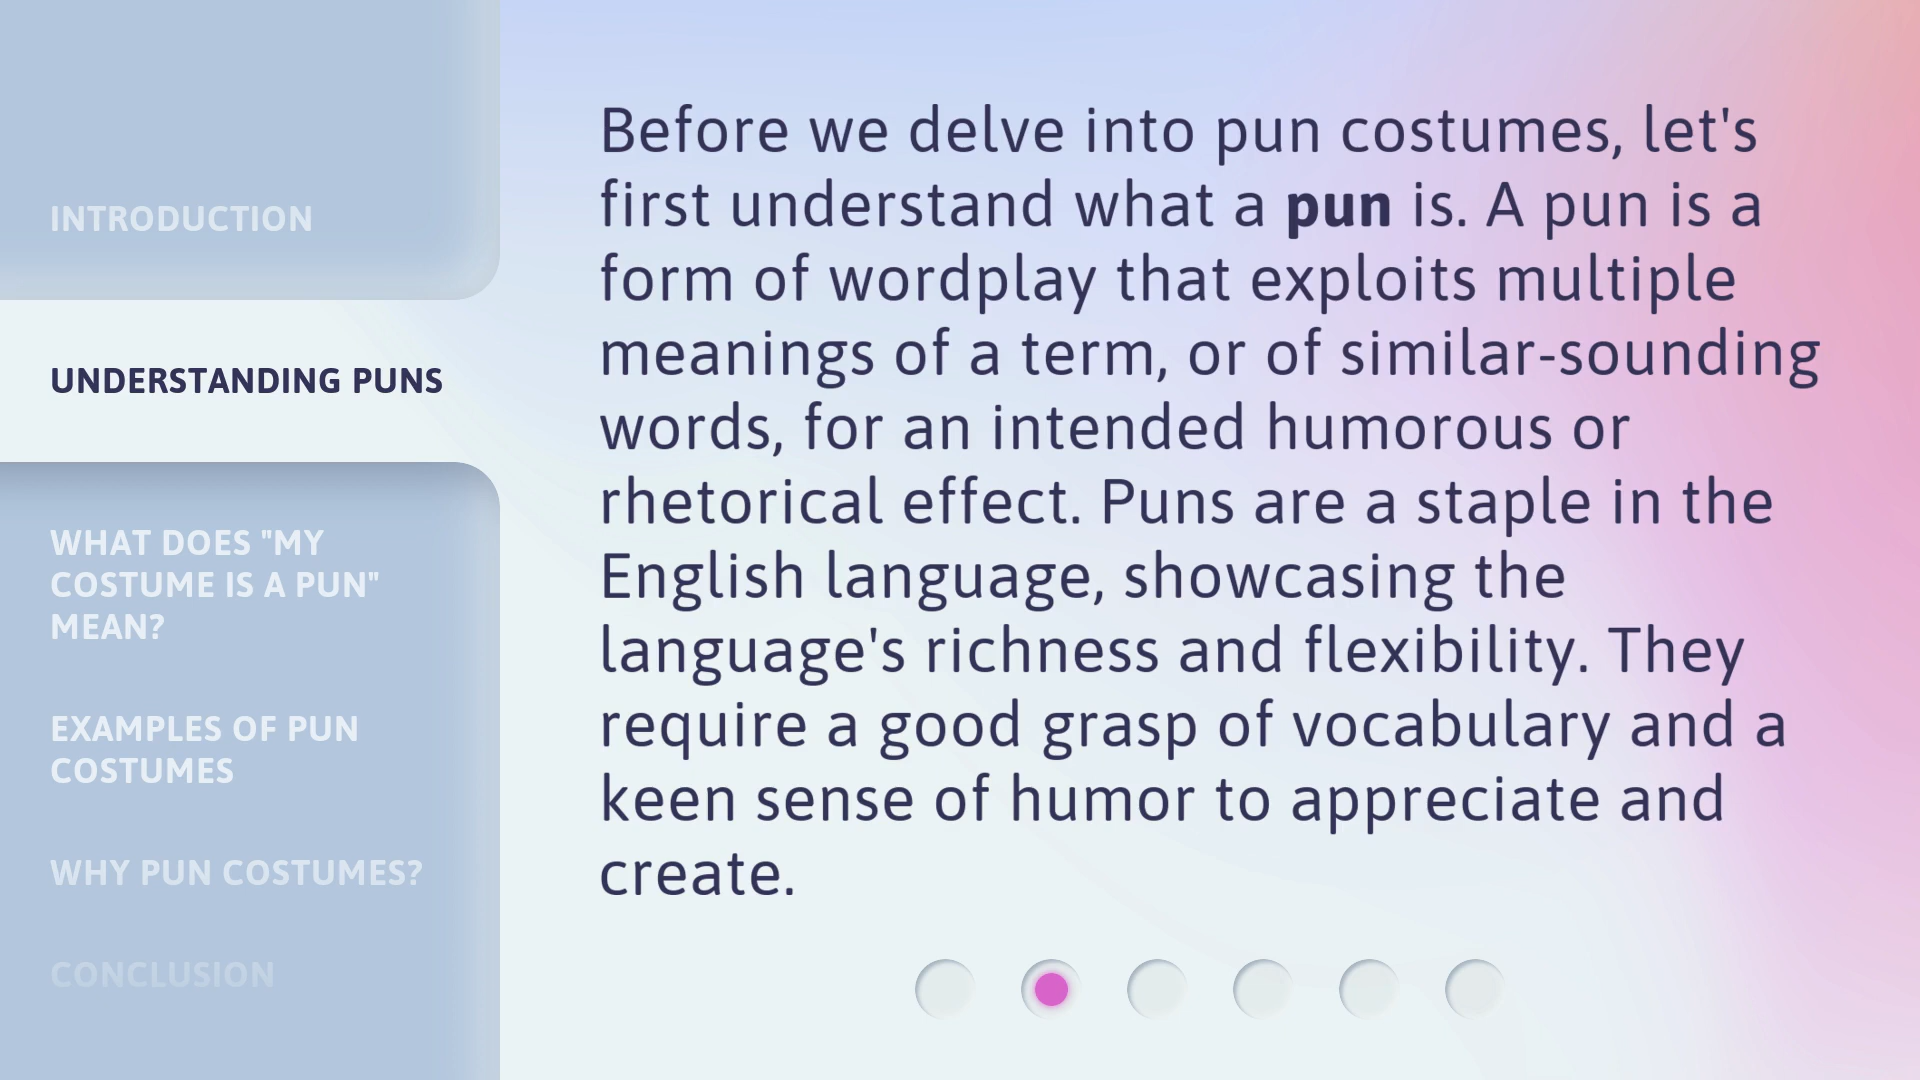 INTRODUCTION
UNDERSTANDING PUNS
WHAT DOES "MY
COSTUME IS A PUN"
MEAN?
EXAMPLES OF PUN
COSTUMES
WHY PUN COSTUMES?
CONCLUSION
Before we delve into pun costumes, let's
first understand what a pun is. A pun is a
form of wordplay that exploits multiple
meanings of a term, or of similar-sounding
words, for an intended humorous or
rhetorical effect. Puns are a staple in the
English language, showcasing the
language's richness and flexibility. They
require a good grasp of vocabulary and a
keen sense of humor to appreciate and
create.